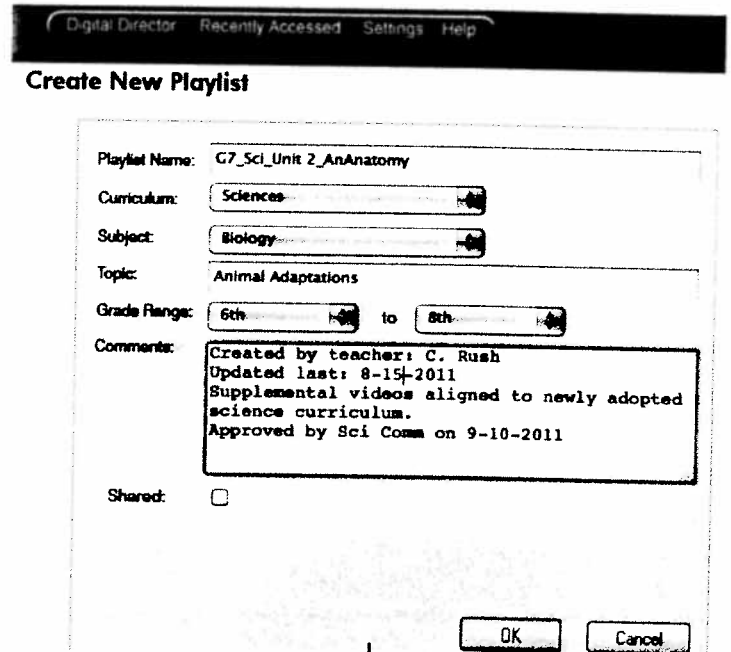 Digital Director Recently Accessed Settings Help
Create New Playlist
Playlist Name: G7_Sci_Unit 2_AnAnatomy
Curriculum: Sciences
Subject: Biology
Topic: Animal Adaptations
Grade Range: 6th to 8th
Comments: Created by teacher: C. Rush
Updated last: 8-15-2011
Supplemental videos aligned to newly adopted
science curriculum.
Approved by Sci Comm on 9-10-2011
Shared:
OK Cancel